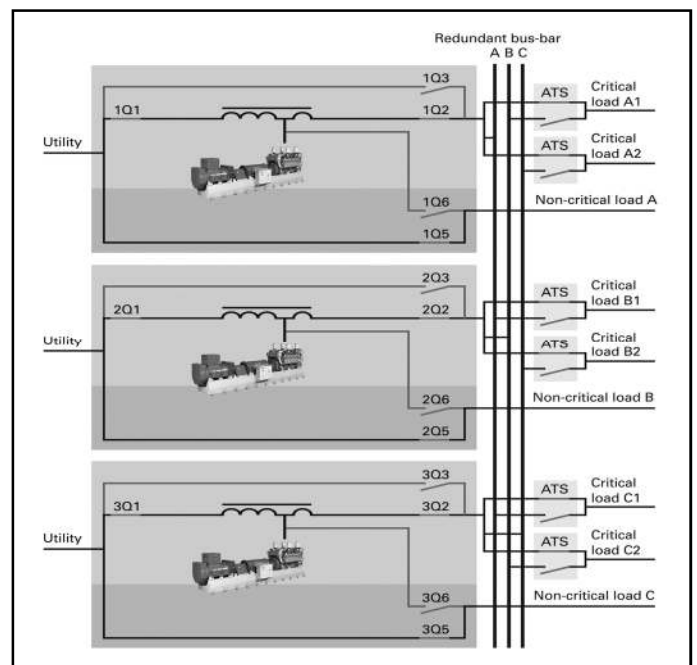 Redundant bus-bar
A B C
1Q3
ATS
Critical
load A1
1Q1
1Q2
Utility
ATS
Critical
load A2
1Q6
Non-critical load A
1Q5
2Q3
ATS
Critical
load B1
2Q1
2Q2
Utility
ATS
Critical
load B2
2Q6
Non-critical load B
2Q5
3Q3
ATS
Critical
load C1
3Q1
3Q2
Utility
ATS
Critical
load C2
3Q6
Non-critical load C
3Q5